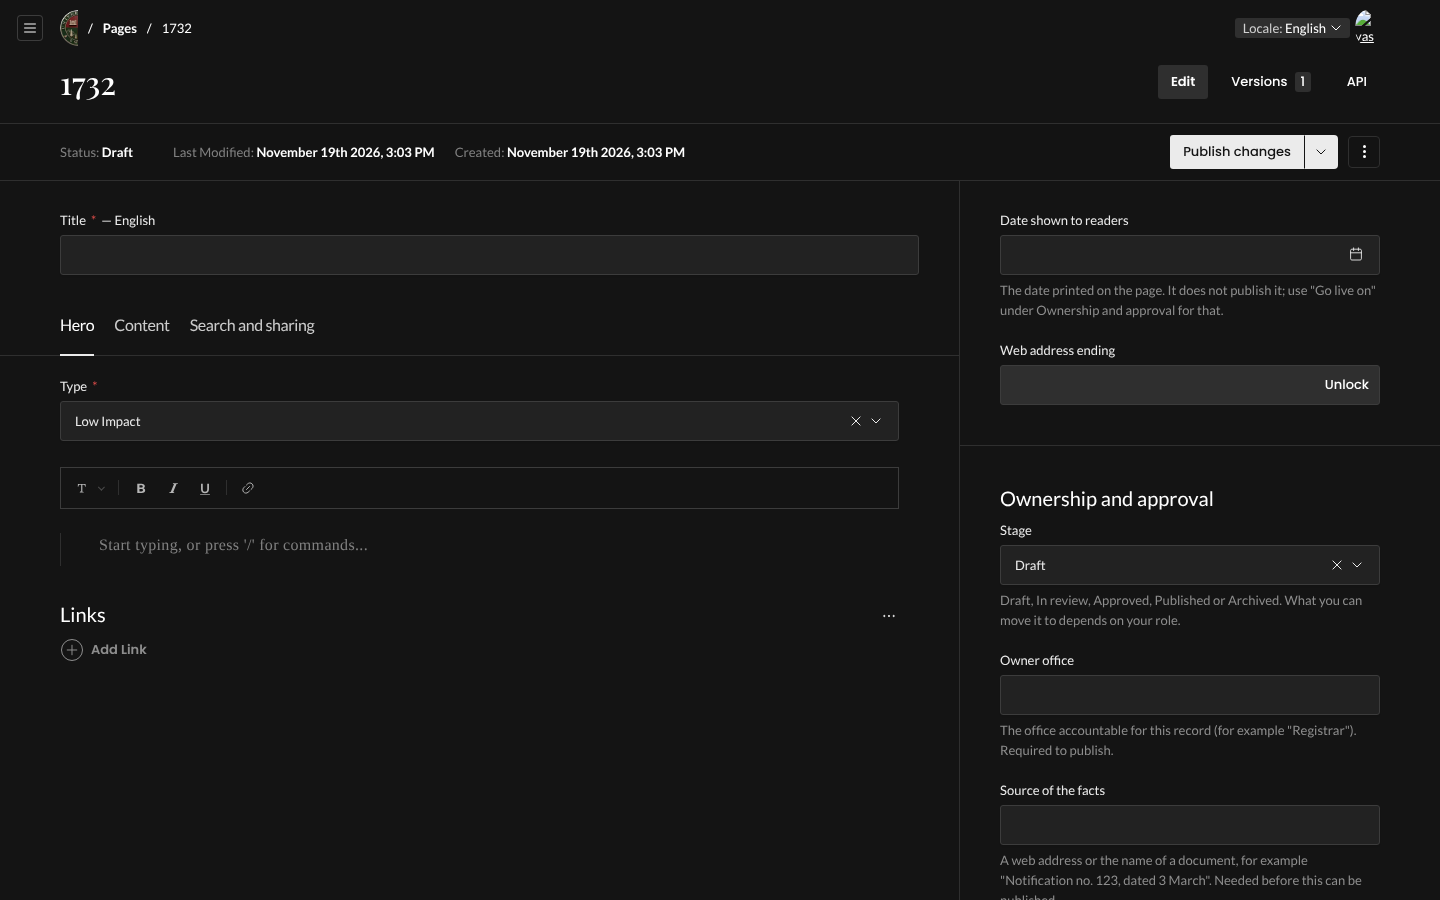 / Pages / 1732
Locale: English
vas
1732
Edit
Versions 1
API
Status: Draft
Last Modified: November 19th 2026, 3:03 PM
Created: November 19th 2026, 3:03 PM
Publish changes
Title * — English
Hero
Content
Search and sharing
Type *
Low Impact
T
B
I
U
Start typing, or press '/' for commands...
Links
Add Link
Date shown to readers
The date printed on the page. It does not publish it; use "Go live on"
under Ownership and approval for that.
Web address ending
Unlock
Ownership and approval
Stage
Draft
Draft, In review, Approved, Published or Archived. What you can
move it to depends on your role.
Owner office
The office accountable for this record (for example "Registrar").
Required to publish.
Source of the facts
A web address or the name of a document, for example
"Notification no. 123, dated 3 March". Needed before this can be
published